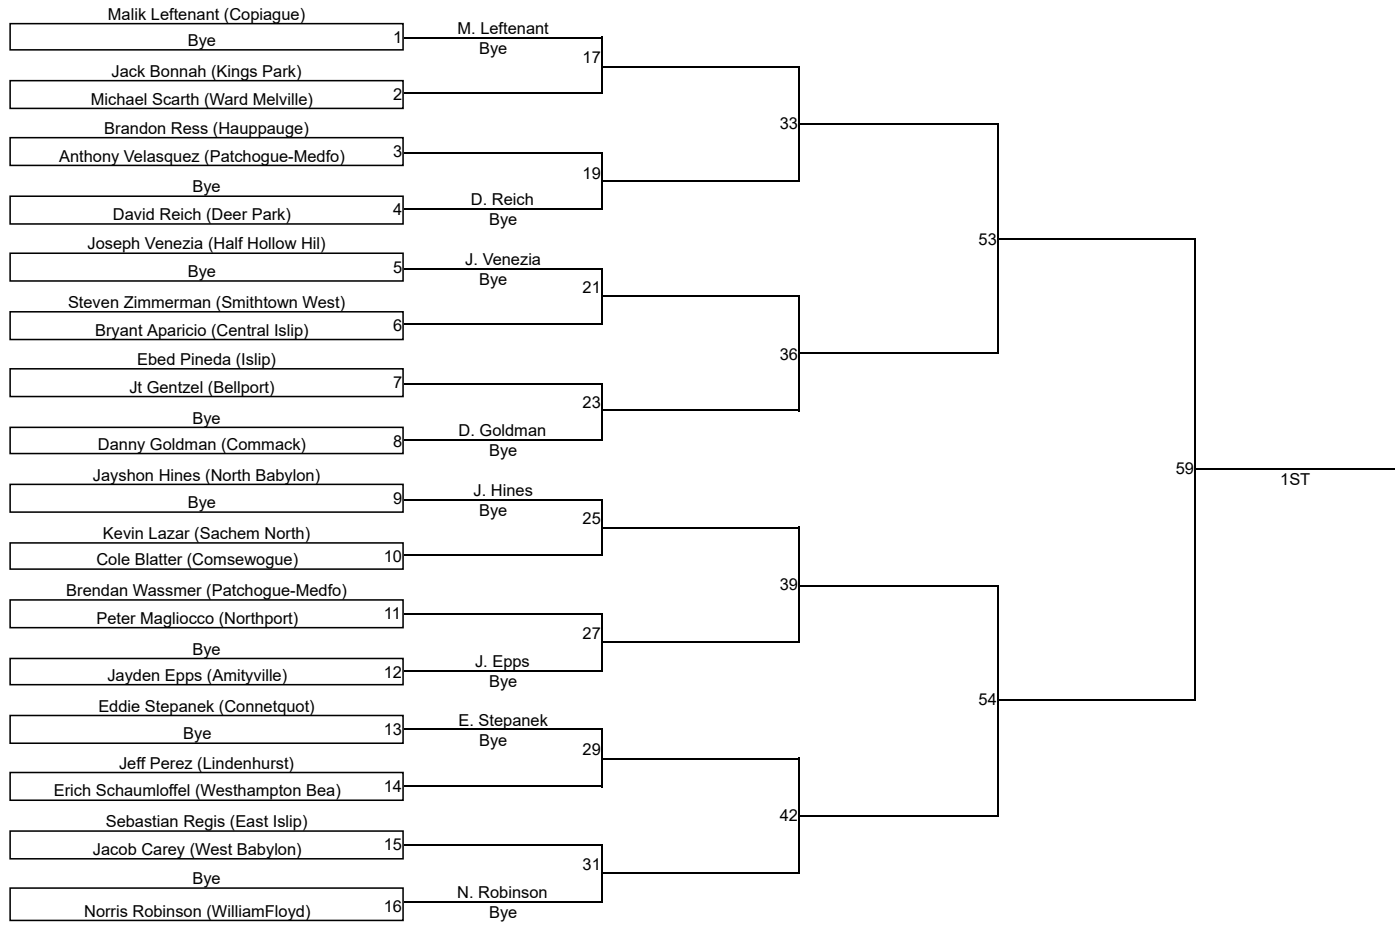 Malik Leftenant (Copiague)
Bye
1
M. Leftenant
Bye
17
Jack Bonnah (Kings Park)
Michael Scarth (Ward Melville)
2
33
Brandon Ress (Hauppauge)
Anthony Velasquez (Patchogue-Medfo)
3
19
Bye
David Reich (Deer Park)
4
D. Reich
Bye
53
Joseph Venezia (Half Hollow Hil)
Bye
5
J. Venezia
Bye
21
Steven Zimmerman (Smithtown West)
Bryant Aparicio (Central Islip)
6
36
Ebed Pineda (Islip)
Jt Gentzel (Bellport)
7
23
Bye
Danny Goldman (Commack)
8
D. Goldman
Bye
59
1ST
Jayshon Hines (North Babylon)
Bye
9
J. Hines
Bye
25
Kevin Lazar (Sachem North)
Cole Blatter (Comsewogue)
10
39
Brendan Wassmer (Patchogue-Medfo)
Peter Magliocco (Northport)
11
27
Bye
Jayden Epps (Amityville)
12
J. Epps
Bye
54
Eddie Stepanek (Connetquot)
Bye
13
E. Stepanek
Bye
29
Jeff Perez (Lindenhurst)
Erich Schaumloffel (Westhampton Bea)
14
42
Sebastian Regis (East Islip)
Jacob Carey (West Babylon)
15
31
Bye
Norris Robinson (WilliamFloyd)
16
N. Robinson
Bye